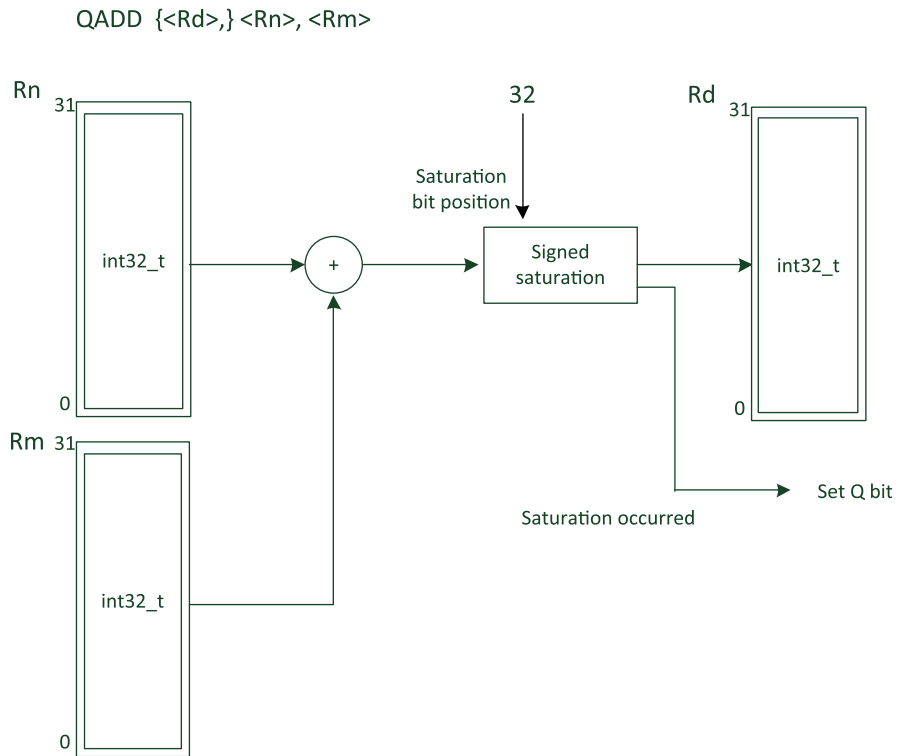 QADD {<Rd>,} <Rn>, <Rm>
Rn
31
int32_t
0
Rm
31
int32_t
0
+
32
Saturation
bit position
Signed
saturation
Rd
31
int32_t
0
Saturation occurred
Set Q bit